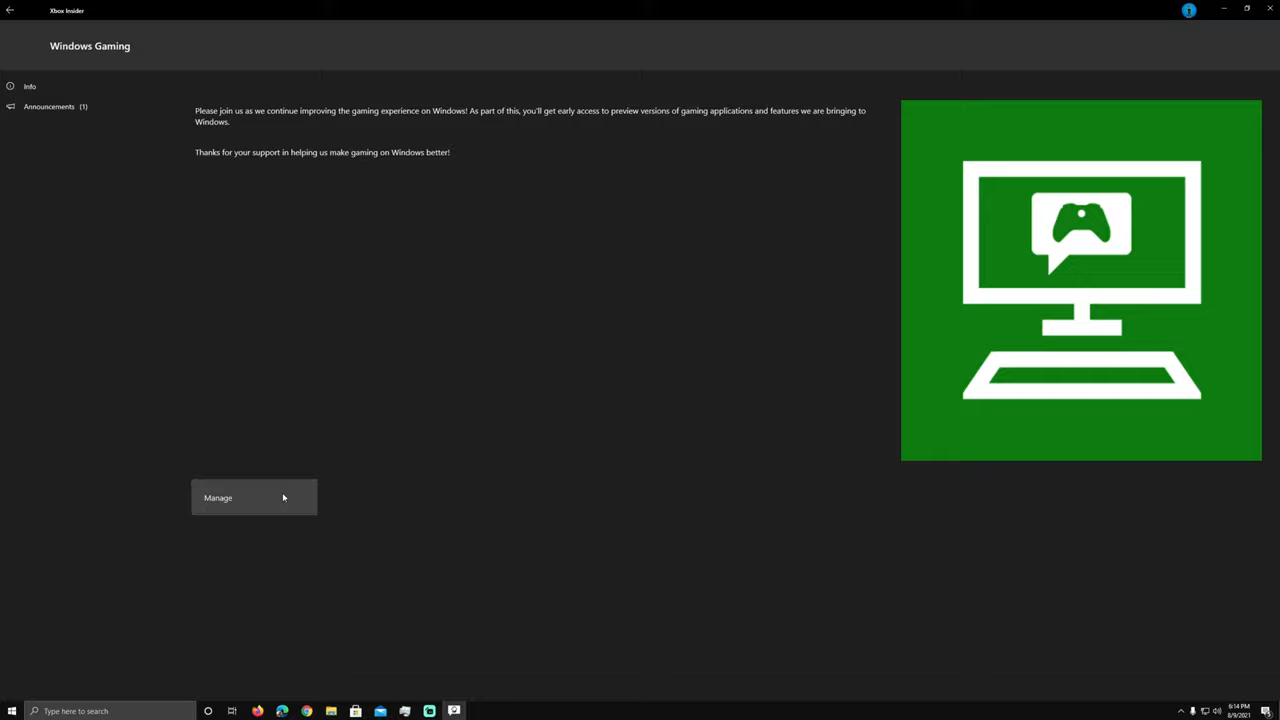 Xbox Insider
Windows Gaming
Info
Announcements (1)
Please join us as we continue improving the gaming experience on Windows! As part of this, you'll get early access to preview versions of gaming applications and features we are bringing to
Windows.
Thanks for your support in helping us make gaming on Windows better!
Manage
Type here to search
6:14 PM
8/9/2021